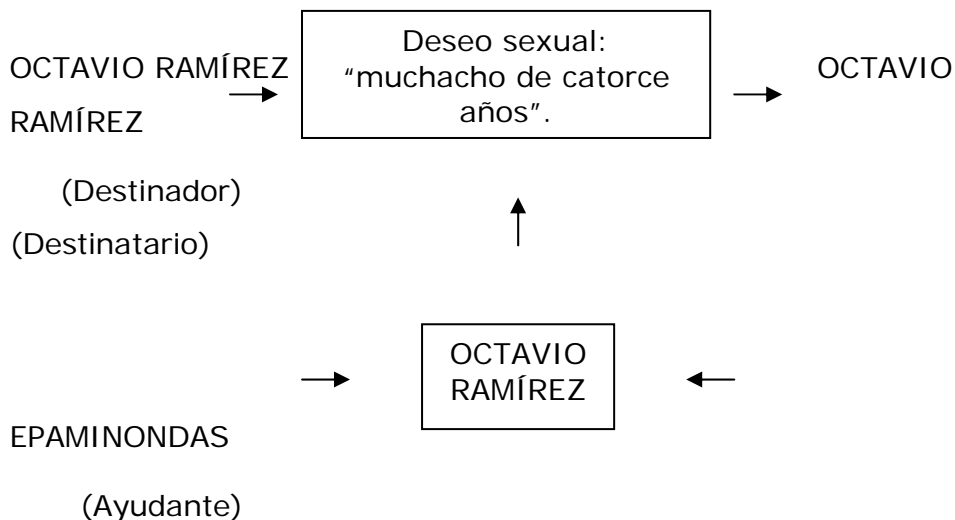 Deseo sexual:
“muchacho de catorce
años”.
OCTAVIO RAMÍREZ
OCTAVIO
RAMÍREZ
(Destinador)
(Destinatario)
OCTAVIO
RAMÍREZ
EPAMINONDAS
(Ayudante)